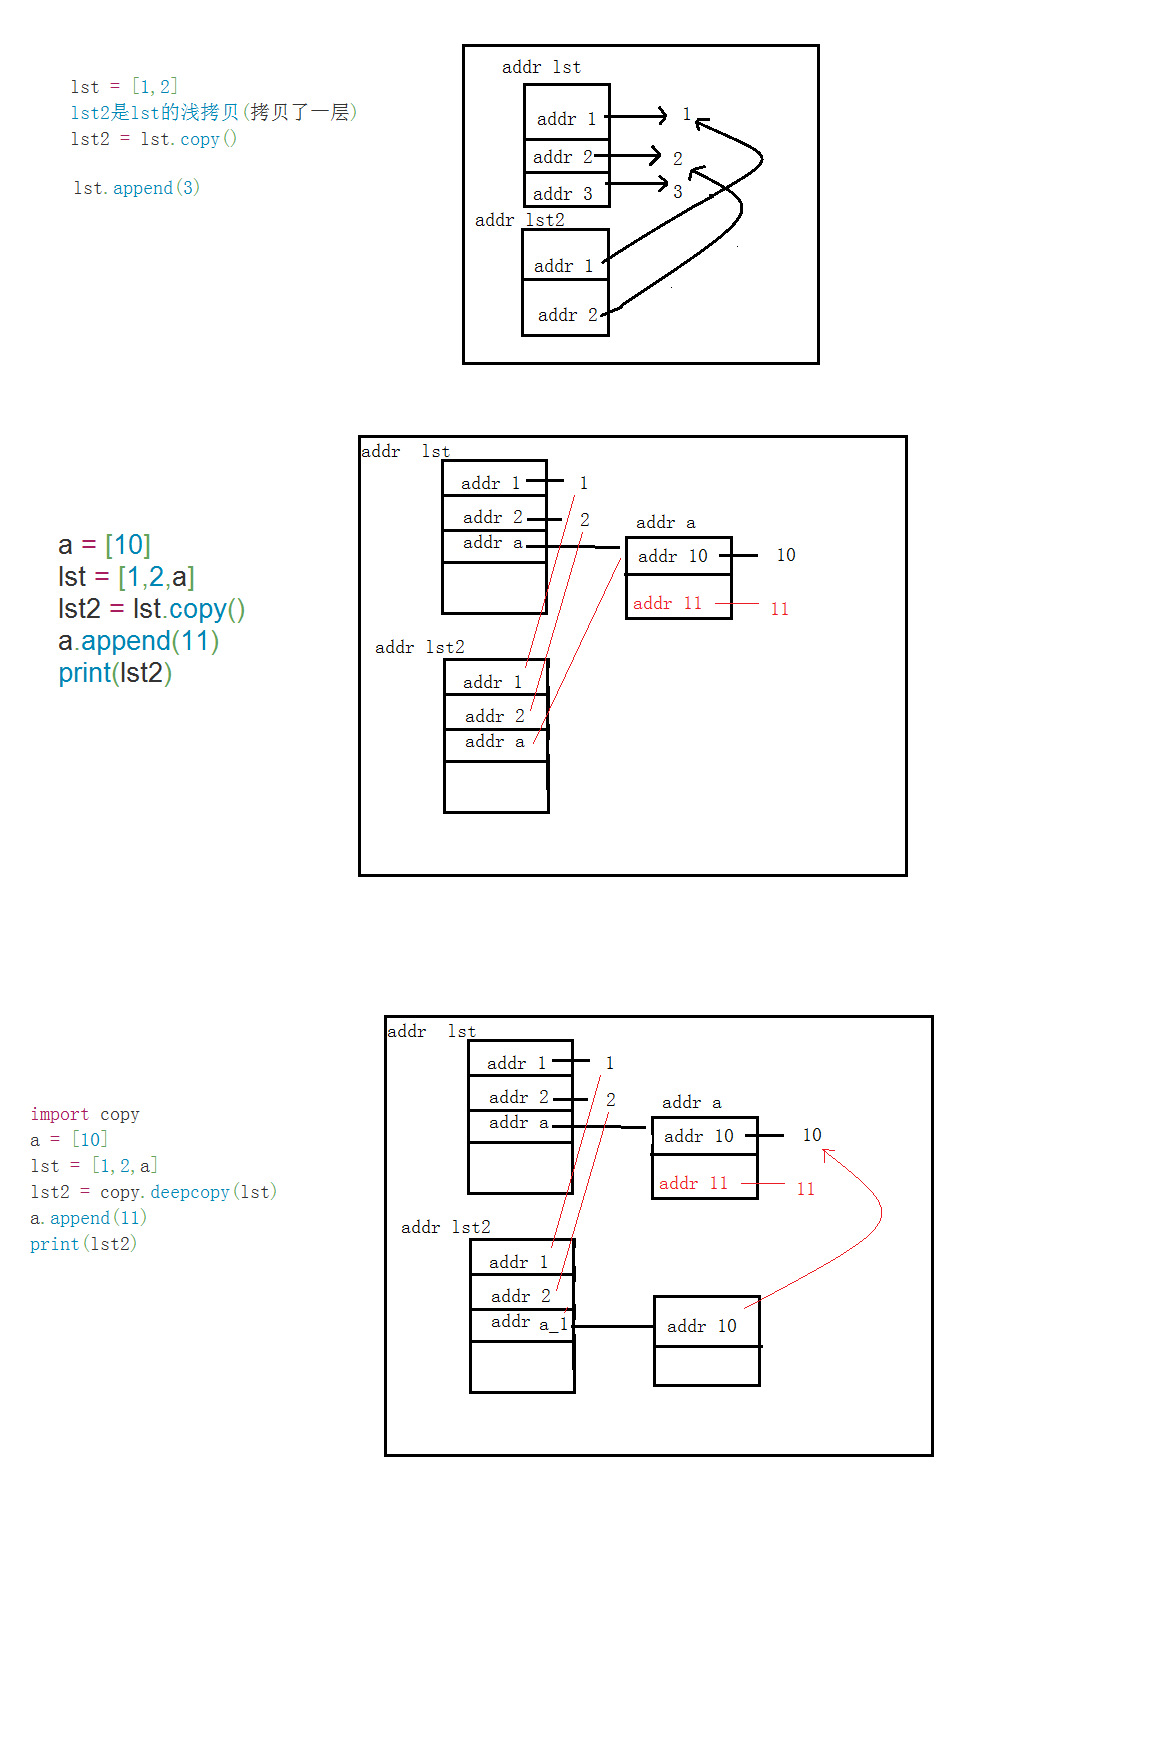 lst = [1,2]
lst2是lst的浅拷贝(拷贝了一层)
lst2 = lst.copy()
lst.append(3)
addr lst
addr 1
1
addr 2
2
addr 3
3
addr lst2
addr 1
addr 2
a = [10]
lst = [1,2,a]
lst2 = lst.copy()
a.append(11)
print(lst2)
addr lst
addr 1
1
addr 2
2
addr a
addr a
addr 10
10
addr 11
11
addr lst2
addr 1
addr 2
addr a
import copy
a = [10]
lst = [1,2,a]
lst2 = copy.deepcopy(lst)
a.append(11)
print(lst2)
addr lst
addr 1
1
addr 2
2
addr a
addr a
addr 10
10
addr 11
11
addr lst2
addr 1
addr 2
addr a_1
addr 10